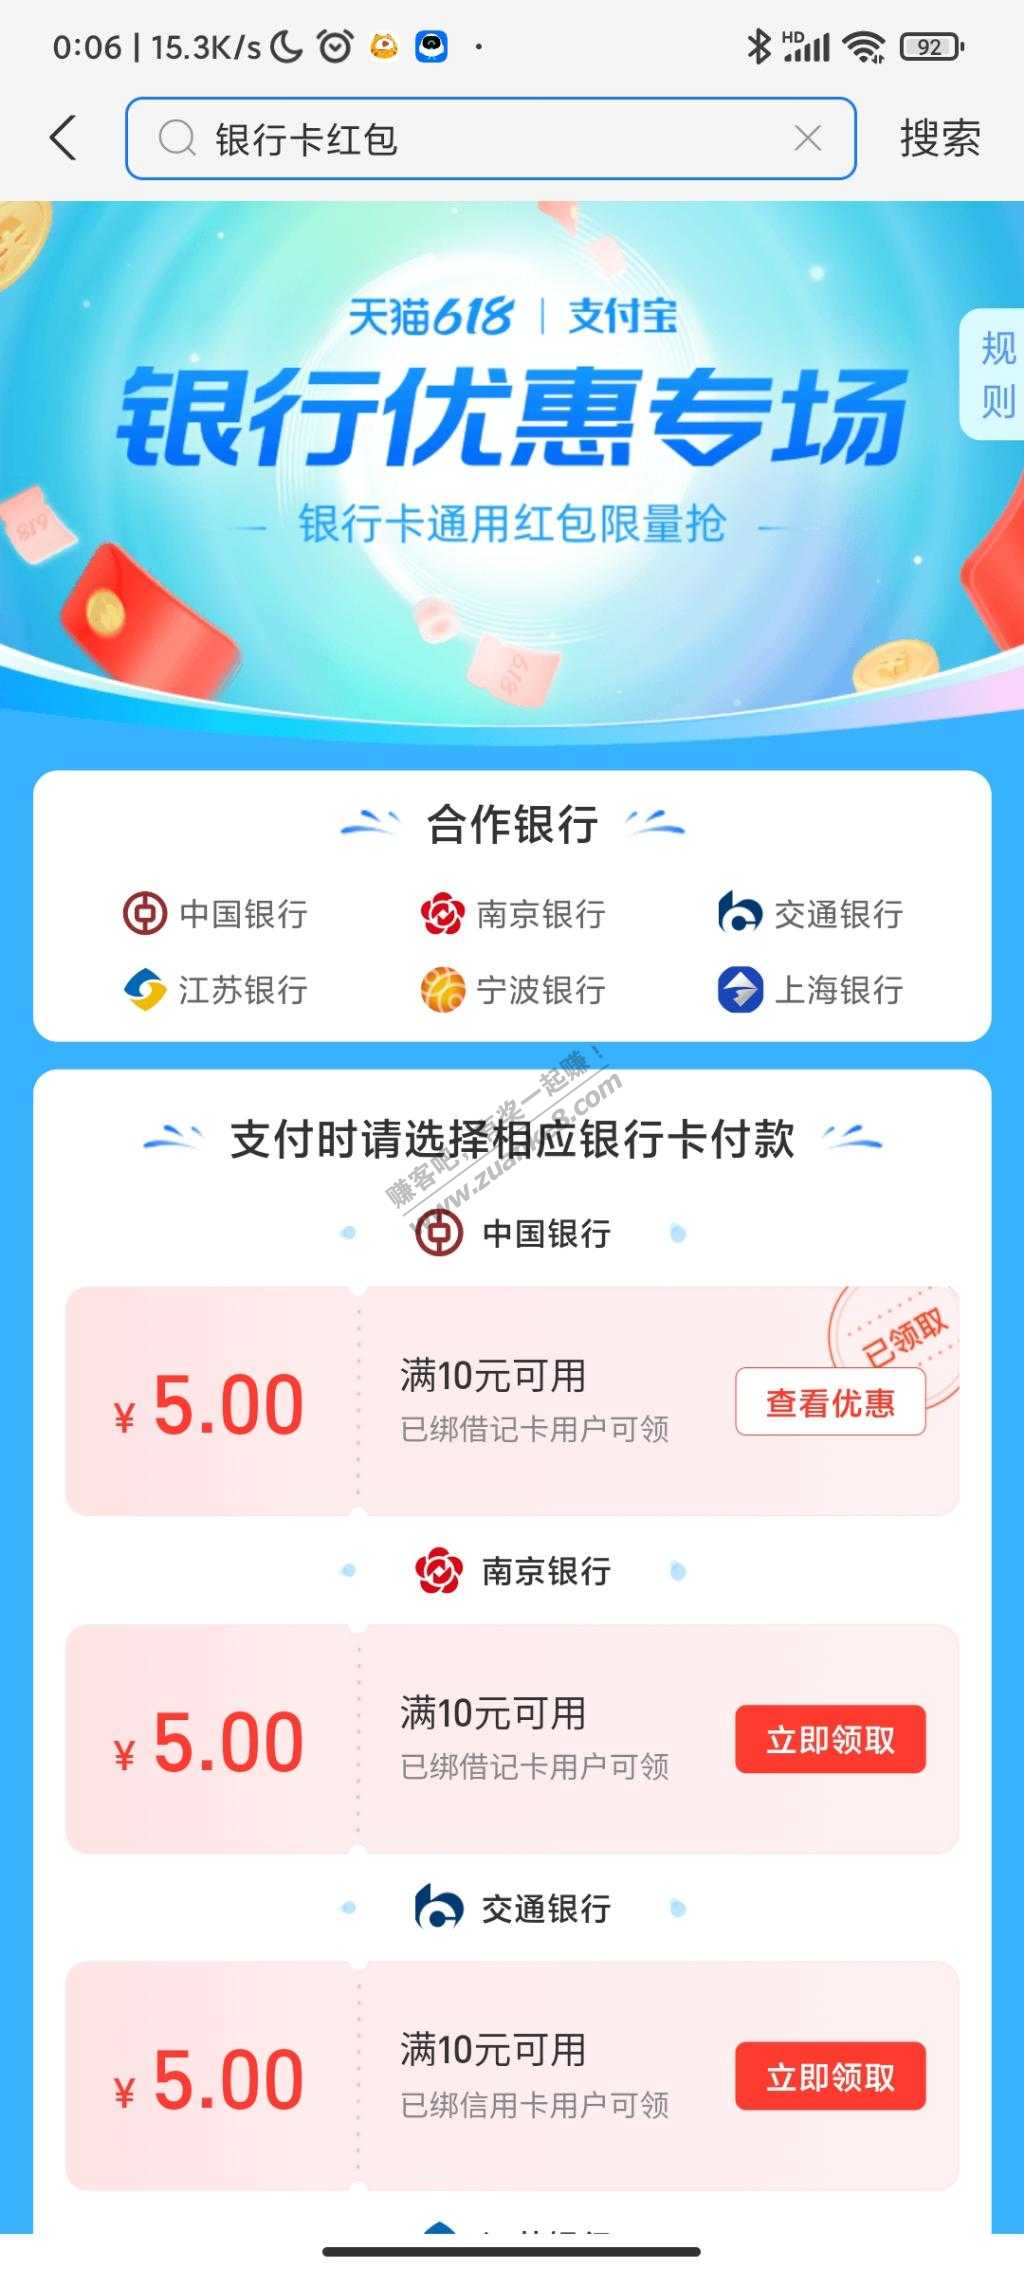 0:06 | 15.3K/s
HD
92
银行卡红包
搜索
天猫618 | 支付宝
规则
银行优惠专场
银行卡通用红包限量抢
618
618
合作银行
中国银行
南京银行
交通银行
江苏银行
宁波银行
上海银行
赚客吧,有奖一起赚!
www.zuanke8.com
支付时请选择相应银行卡付款
中国银行
已领取
¥ 5.00
满10元可用
已绑借记卡用户可领
查看优惠
南京银行
¥ 5.00
满10元可用
已绑借记卡用户可领
立即领取
交通银行
¥ 5.00
满10元可用
已绑信用卡用户可领
立即领取